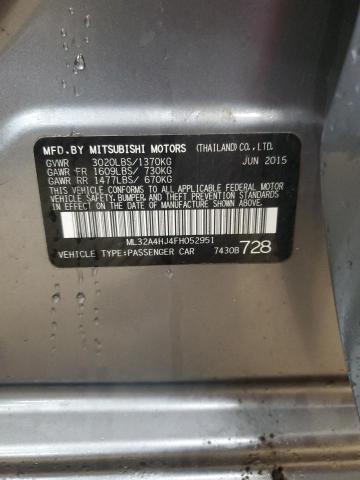 MFD.BY MITSUBISHI MOTORS (THAILAND)CO.,LTD.
GVWR 3020LBS/1370KG JUN 2015
GAWR FR 1609LBS/ 730KG
GAWR RR 1477LBS/ 670KG
THIS VEHICLE CONFORMS TO ALL APPLICABLE
FEDERAL MOTOR VEHICLE SAFETY,
BUMPER, AND THEFT PREVENTION STANDARDS
IN EFFECT ON THE DATE OF MANUFACTURE
SHOWN ABOVE.
ML32A4HJ4FH052951
VEHICLE TYPE:PASSENGER CAR 7430B 728